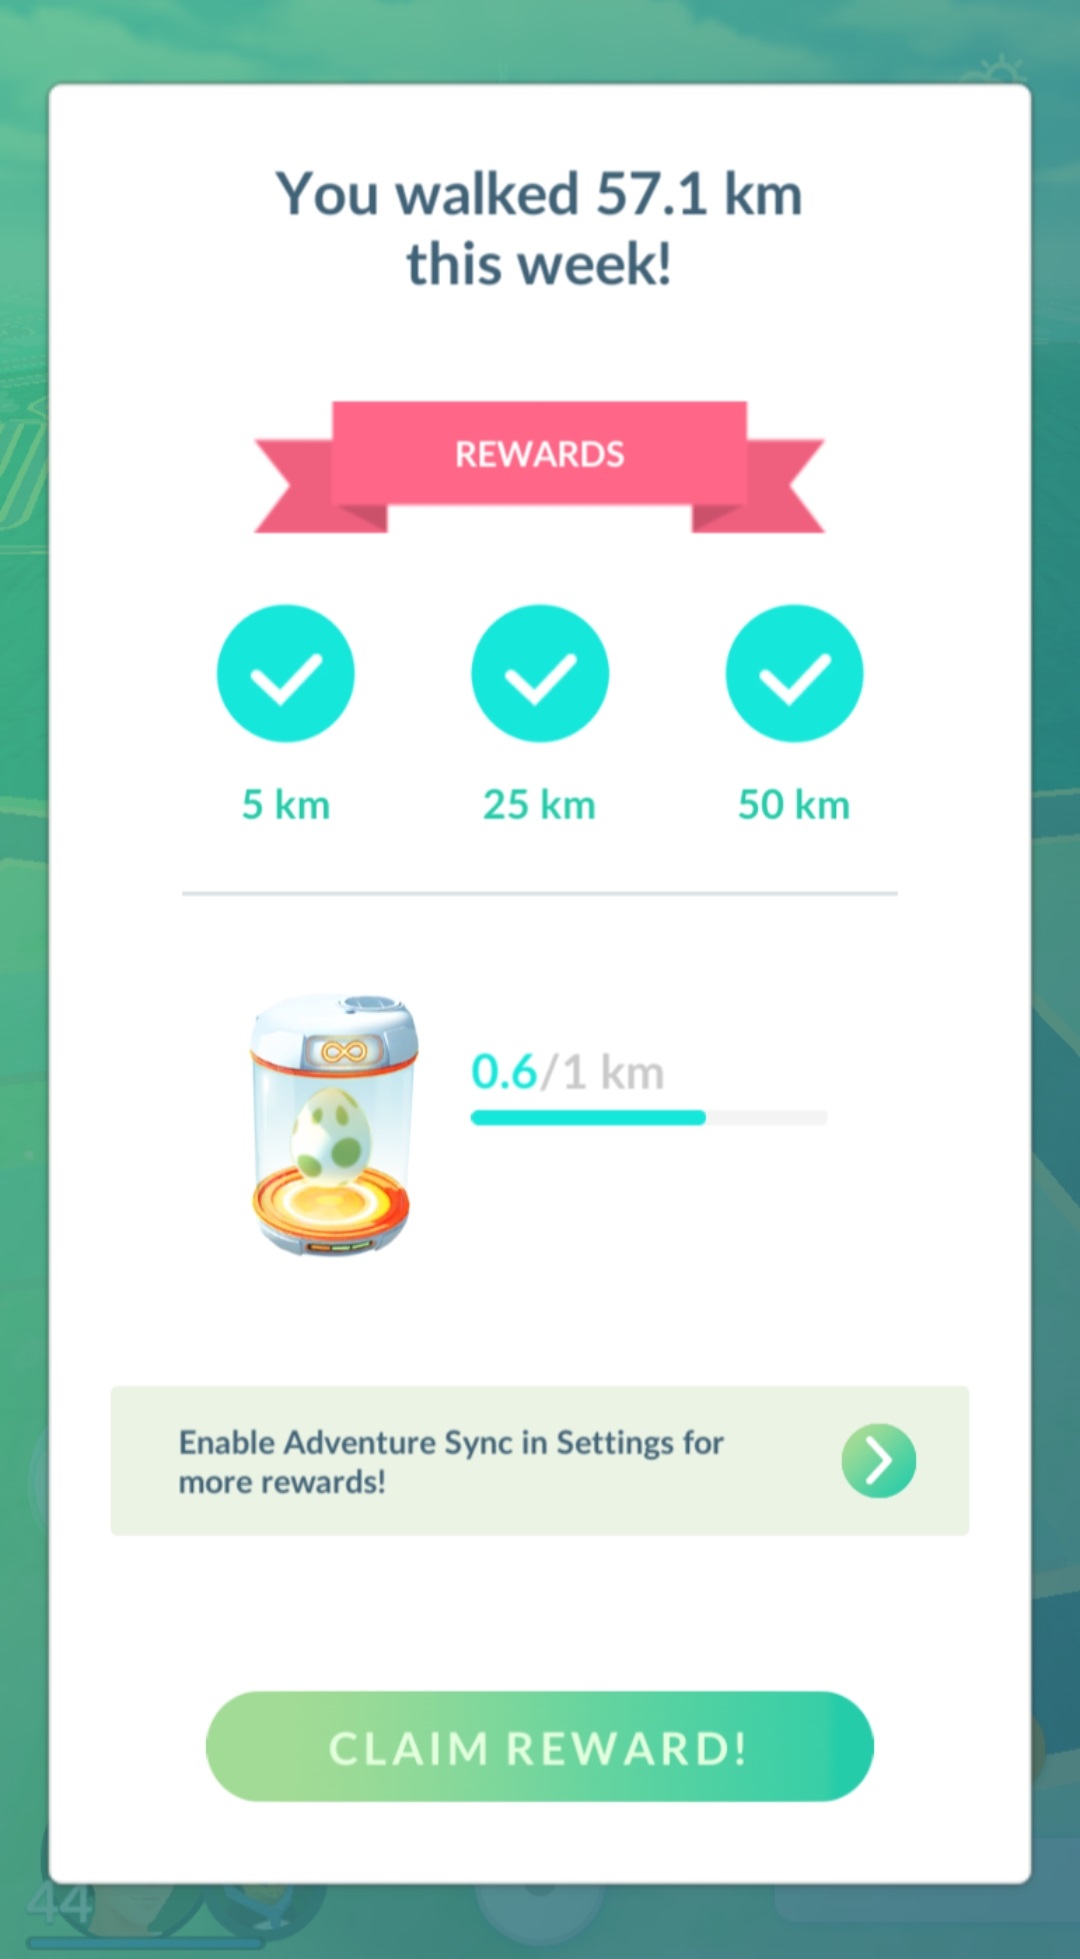 You walked 57.1 km
this week!
REWARDS
5 km 25 km 50 km
0.6/1 km
Enable Adventure Sync in Settings for
more rewards!
CLAIM REWARD!
44